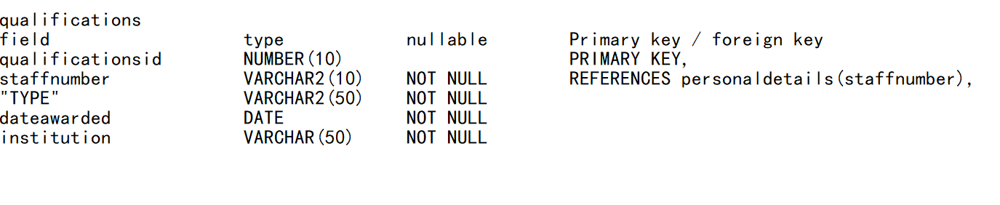 qualifications
field type nullable Primary key / foreign key
qualificationsid NUMBER(10) PRIMARY KEY,
staffnumber VARCHAR2(10) NOT NULL REFERENCES personaldetails(staffnumber),
"TYPE" VARCHAR2(50) NOT NULL
dateawarded DATE NOT NULL
institution VARCHAR(50) NOT NULL